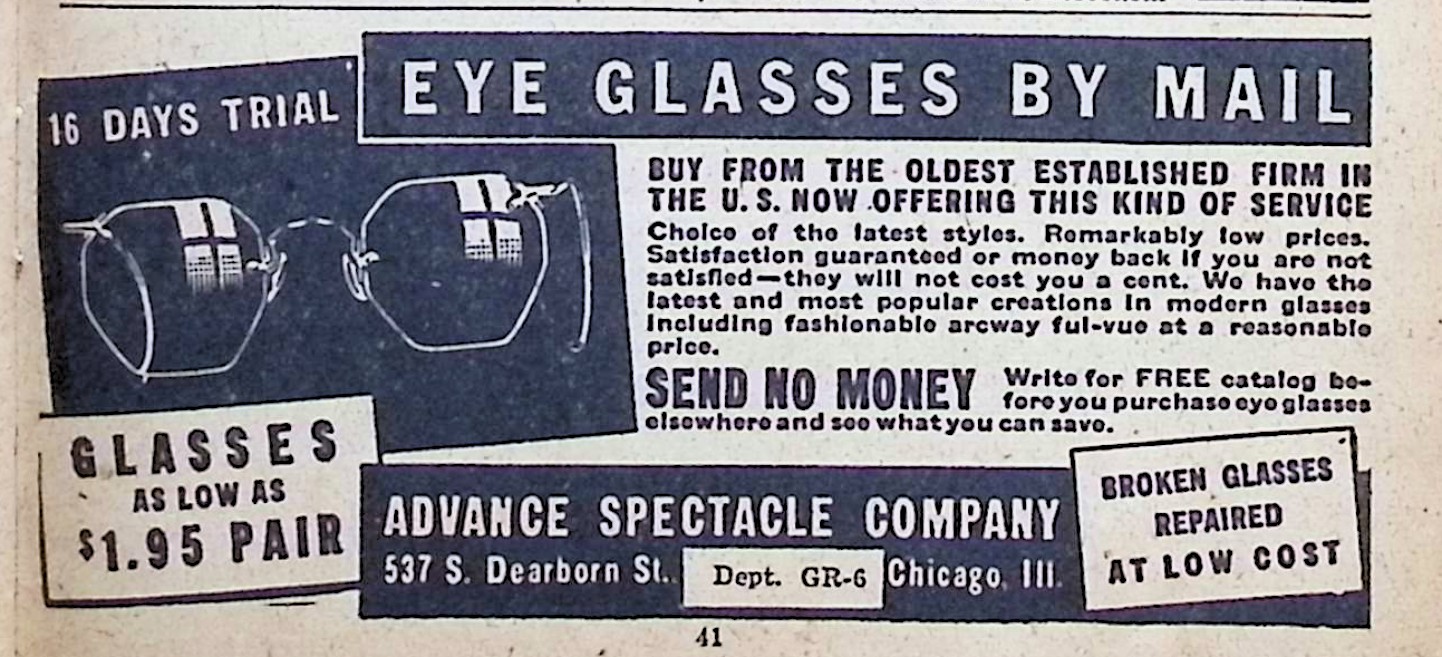 16 DAYS TRIAL
EYE GLASSES BY MAIL
BUY FROM THE OLDEST ESTABLISHED FIRM IN
THE U.S. NOW OFFERING THIS KIND OF SERVICE
Choice of the latest styles. Remarkably low prices.
Satisfaction guaranteed or money back if you are not
satisfied—they will not cost you a cent. We have the
latest and most popular creations in modern glasses
including fashionable arcway ful-vue at a reasonable
price.
SEND NO MONEY Write for FREE catalog be-
fore you purchase eye glasses
elsewhere and see what you can save.
GLASSES
AS LOW AS
$1.95 PAIR
ADVANCE SPECTACLE COMPANY
537 S. Dearborn St. Dept. GR-6 Chicago, Ill.
BROKEN GLASSES
REPAIRED
AT LOW COST
41